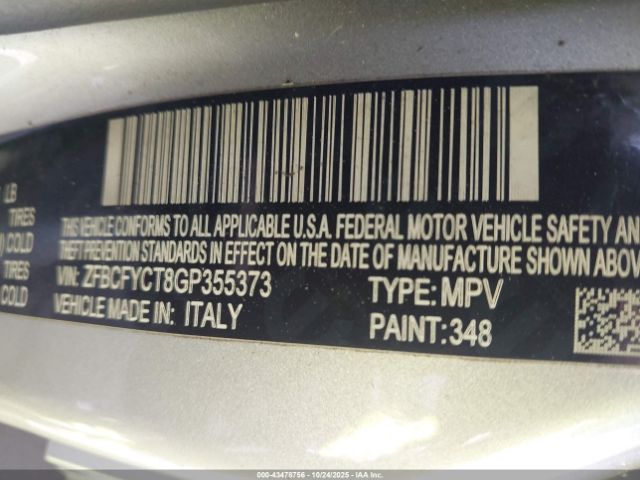 LB
TIRES
COLD
TIRES
COLD
THIS VEHICLE CONFORMS TO ALL APPLICABLE U.S.A. FEDERAL MOTOR VEHICLE SAFETY AN
THEFT PREVENTION STANDARDS IN EFFECT ON THE DATE OF MANUFACTURE SHOWN ABOV
VIN: ZFBCFYCT8GP355373 TYPE: MPV
VEHICLE MADE IN: ITALY PAINT: 348
000-43478756 - 10/24/2025 - IAA Inc.